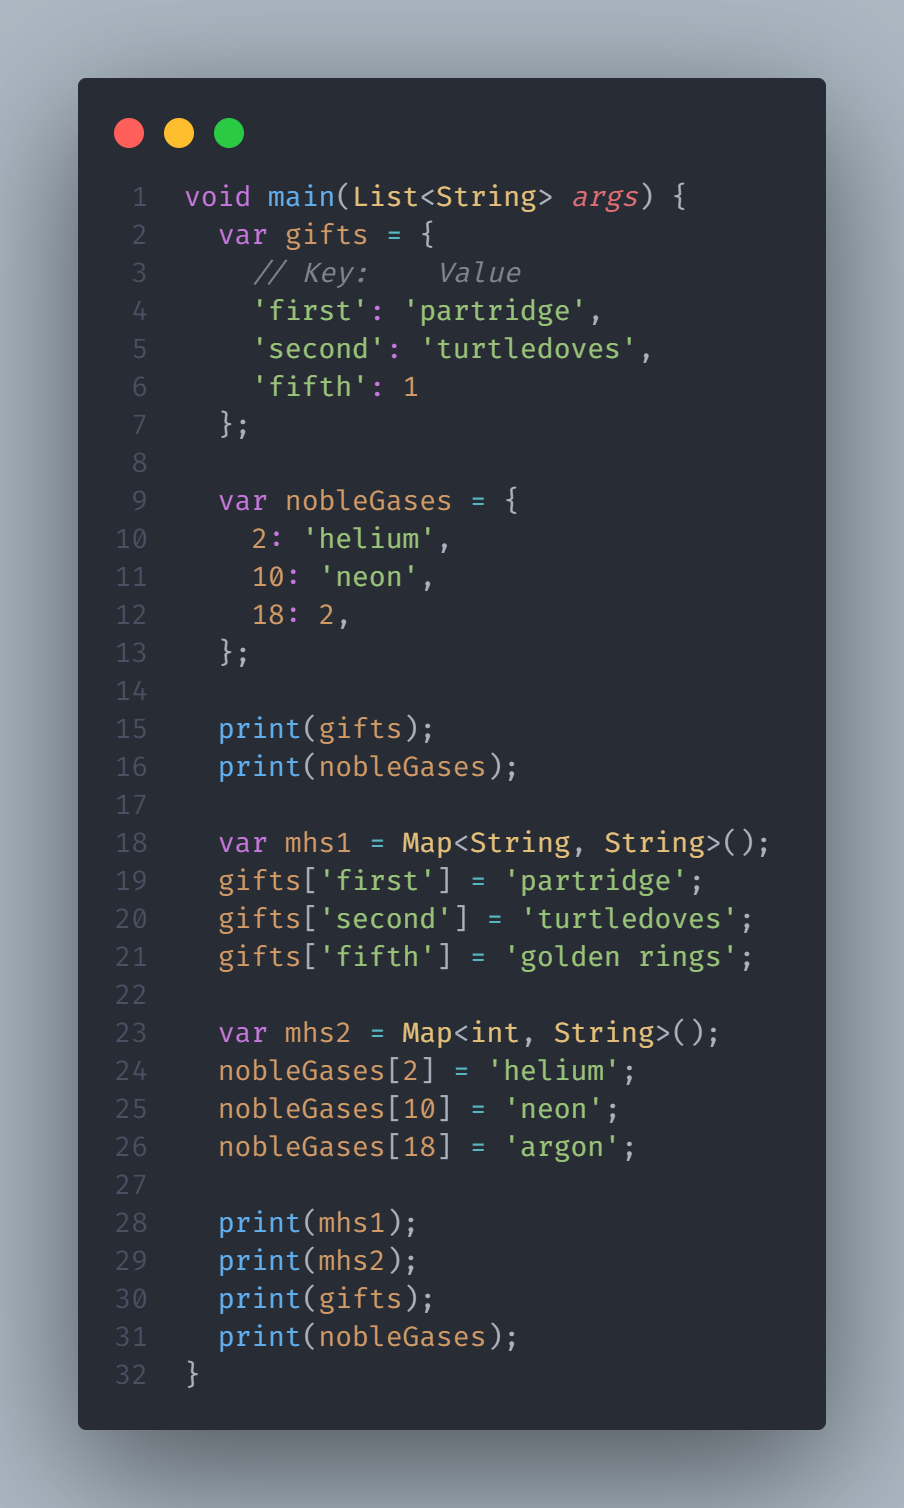 1 void main(List<String> args) {
2 var gifts = {
3 // Key: Value
4 'first': 'partridge',
5 'second': 'turtledoves',
6 'fifth': 1
7 };
8
9 var nobleGases = {
10 2: 'helium',
11 10: 'neon',
12 18: 2,
13 };
14
15 print(gifts);
16 print(nobleGases);
17
18 var mhs1 = Map<String, String>();
19 gifts['first'] = 'partridge';
20 gifts['second'] = 'turtledoves';
21 gifts['fifth'] = 'golden rings';
22
23 var mhs2 = Map<int, String>();
24 nobleGases[2] = 'helium';
25 nobleGases[10] = 'neon';
26 nobleGases[18] = 'argon';
27
28 print(mhs1);
29 print(mhs2);
30 print(gifts);
31 print(nobleGases);
32 }